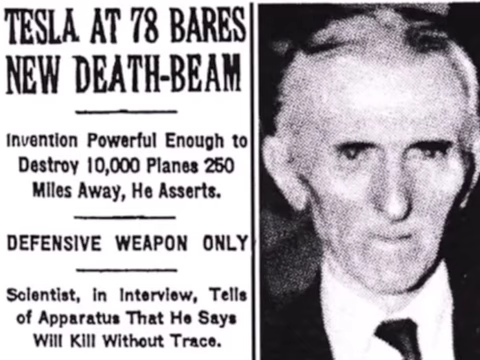 TESLA AT 78 BARES
NEW DEATH-BEAM
Invention Powerful Enough to
Destroy 10,000 Planes 250
Miles Away, He Asserts.
DEFENSIVE WEAPON ONLY
Scientist, in Interview, Tells
of Apparatus That He Says
Will Kill Without Trace.